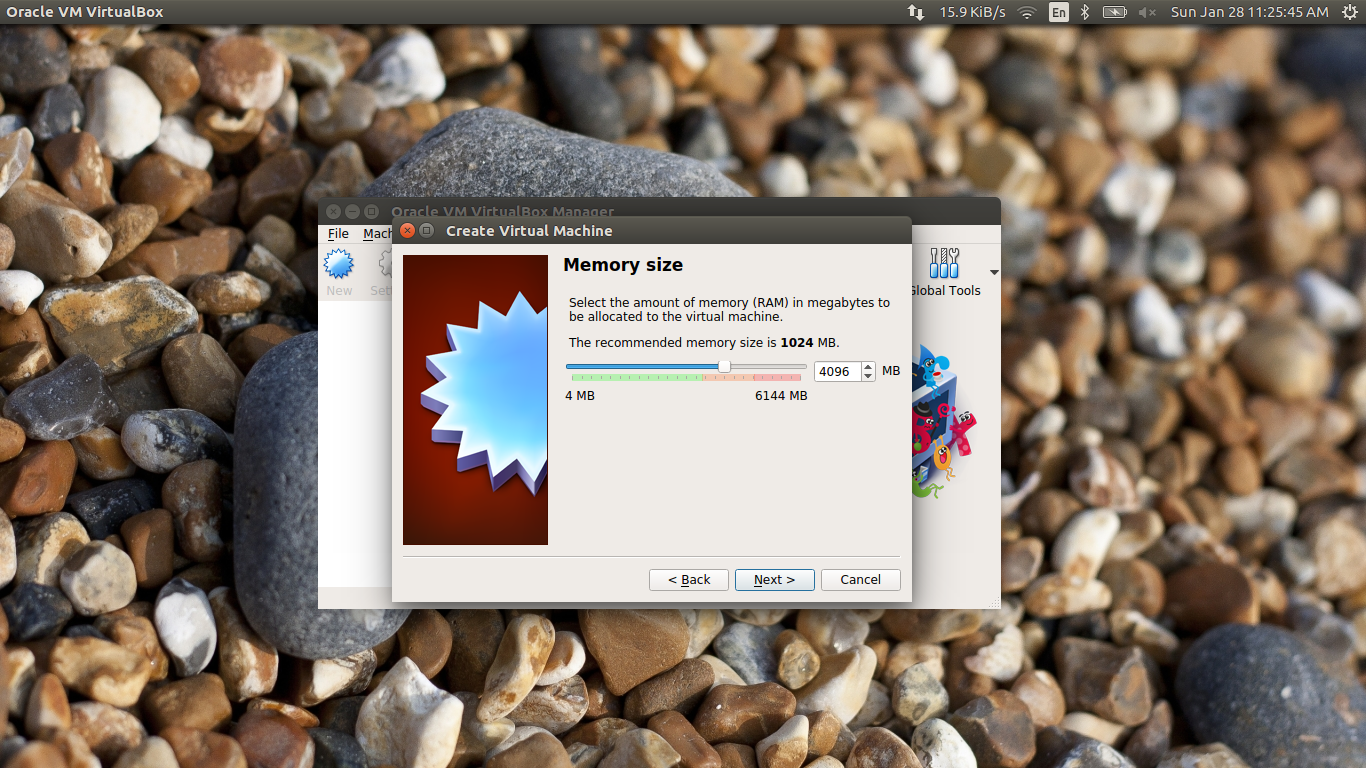 Oracle VM VirtualBox
15.9 KiB/s
En
Sun Jan 28 11:25:45 AM
Oracle VM VirtualBox Manager
File Mach
Create Virtual Machine
New
Sett
Global Tools
Memory size
Select the amount of memory (RAM) in megabytes to
be allocated to the virtual machine.
The recommended memory size is 1024 MB.
4096 MB
4 MB 6144 MB
< Back Next > Cancel